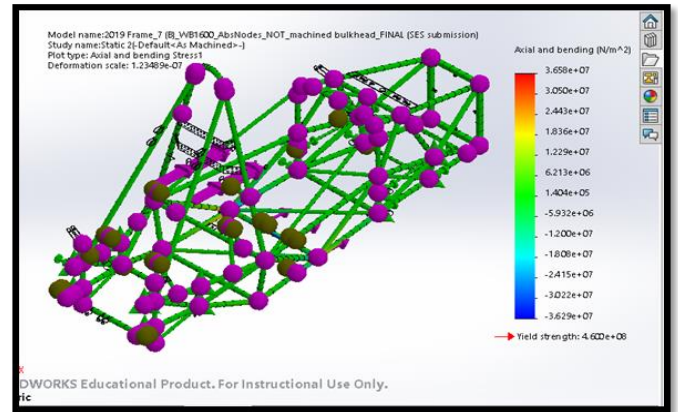 Model name:2019 Frame_7 (B)_WB1600_AbsNodes_NOT_machined bulkhead_FINAL (SES submission)
Study name:Static 2(-Default<As Machined>-)
Plot type: Axial and bending Stress1
Deformation scale: 1.23489e-07
Axial and bending (N/m^2)
3.658e+07
3.050e+07
2.443e+07
1.836e+07
1.229e+07
6.213e+06
1.404e+05
-5.932e+06
-1.200e+07
-1.808e+07
-2.415e+07
-3.022e+07
-3.629e+07
Yield strength: 4.600e+08
x
DWORKS Educational Product. For Instructional Use Only.
ric